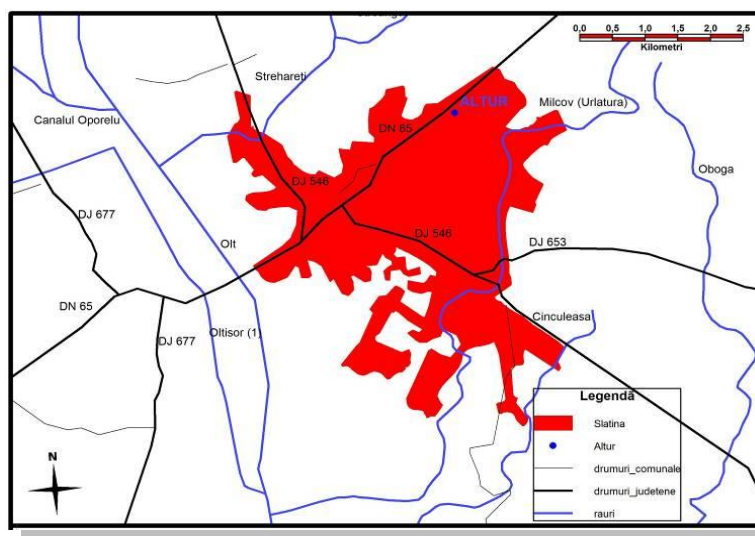 0,0 0,5 1,0 1,5 2,0 2,5
Kilometri
Strehareți
ALTUR
Milcov (Urlatura)
Canalul Oporelu
DN 65
Oboga
DJ 546
DJ 677
Olt
DJ 546
DJ 653
DN 65
Oltisor (1)
Cinculeasa
DJ 677
N
Legendă
Slatina
Altur
drumuri_comunale
drumuri_judetene
rauri